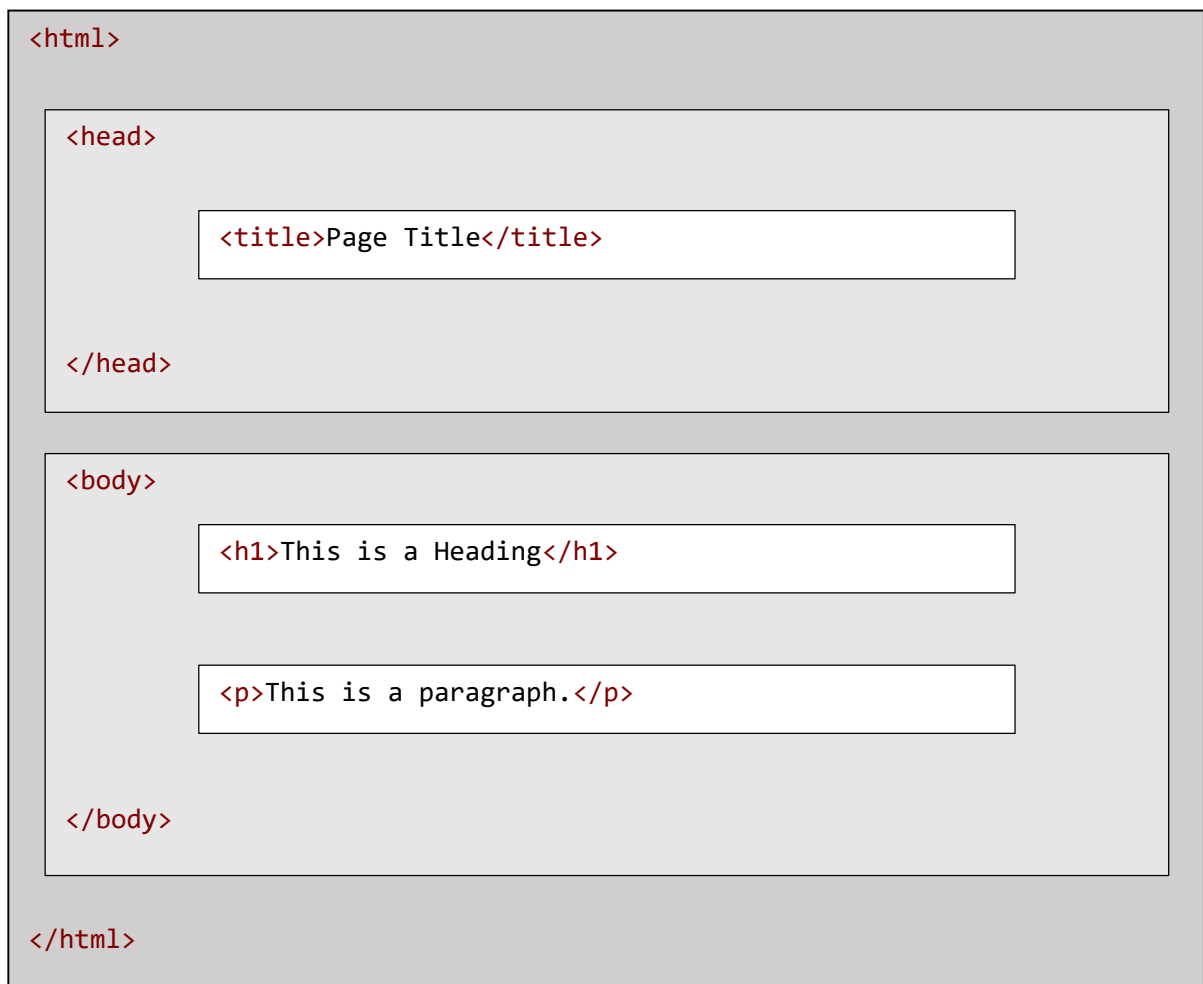 <html>
<head>
<title>Page Title</title>
</head>
<body>
<h1>This is a Heading</h1>
<p>This is a paragraph.</p>
</body>
</html>